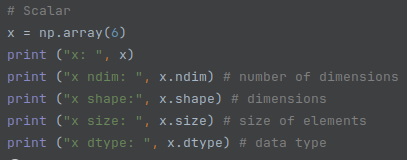 # Scalar
x = np.array(6)
print ("x: ", x)
print ("x ndim: ", x.ndim) # number of dimensions
print ("x shape:", x.shape) # dimensions
print ("x size: ", x.size) # size of elements
print ("x dtype: ", x.dtype) # data type